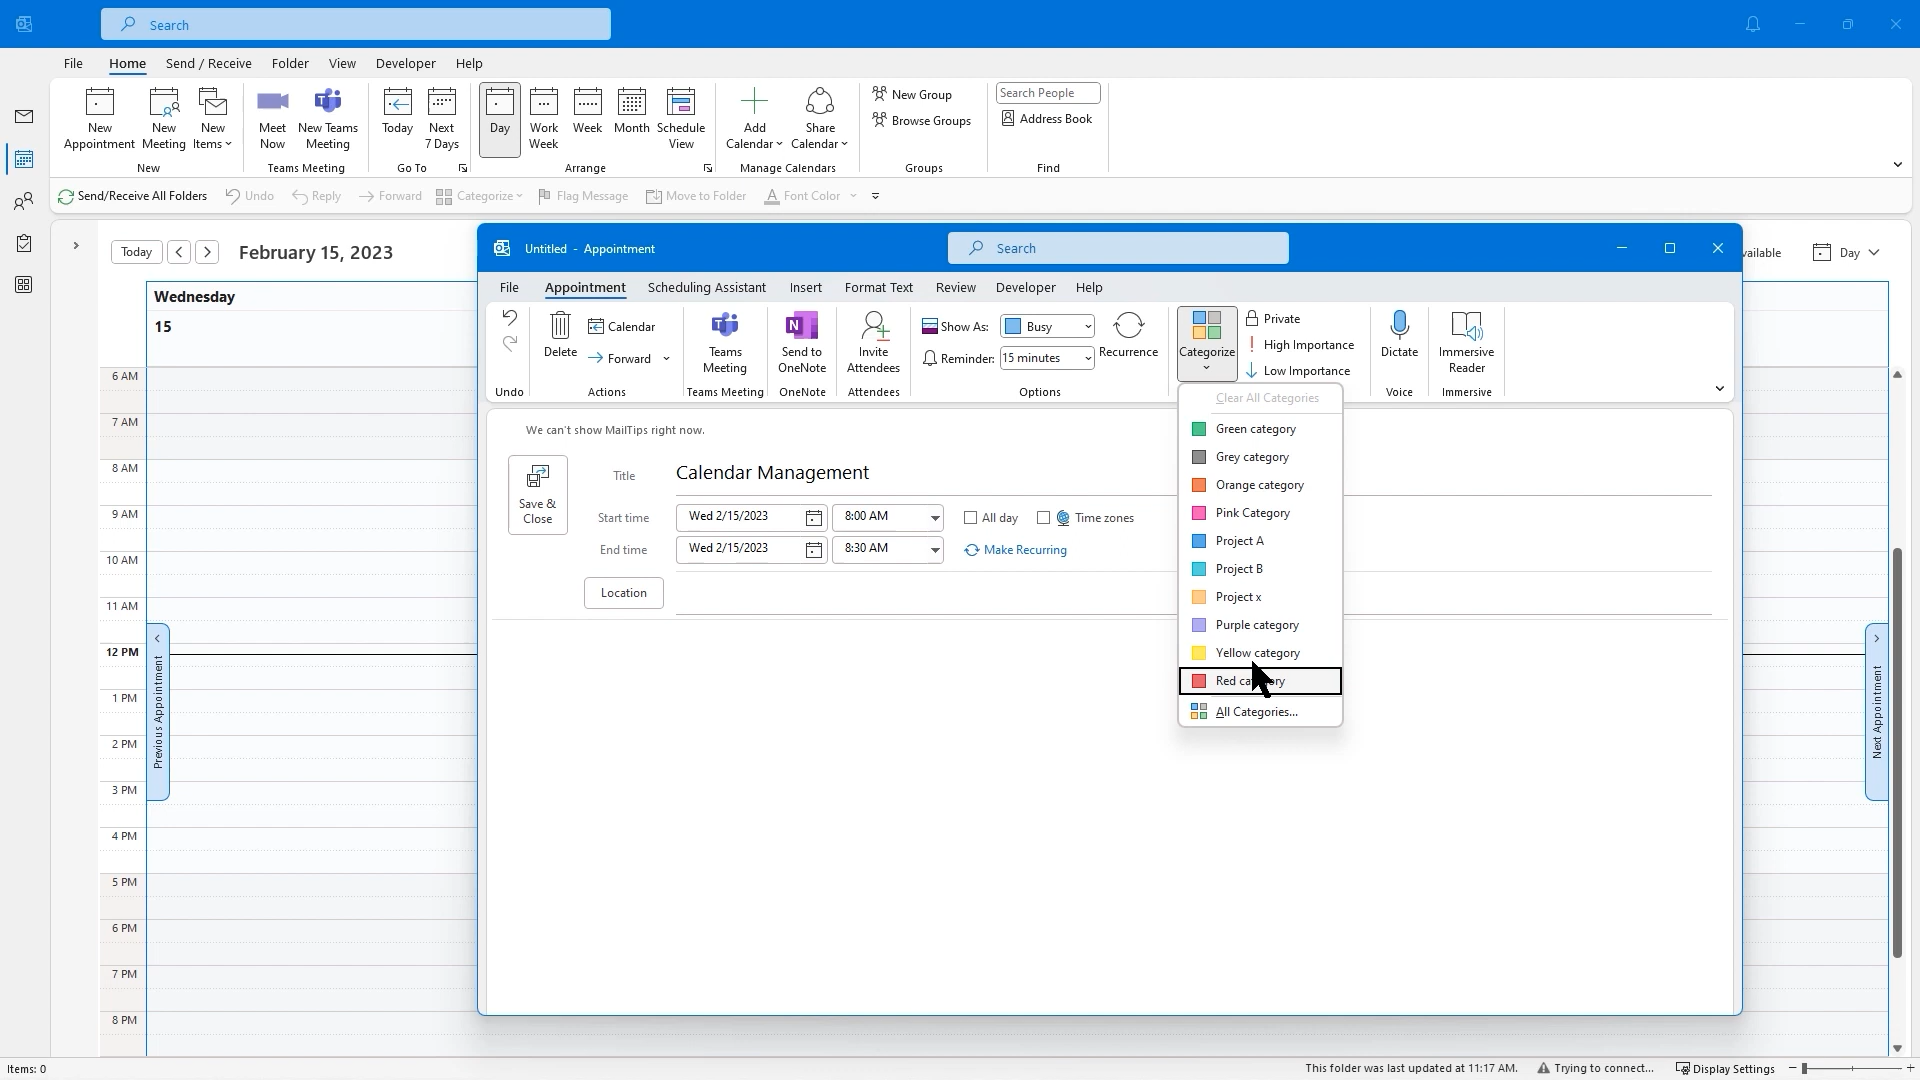 Search
File Home Send / Receive Folder View Developer Help
New Appointment
New Meeting
New Items
New
Meet Now
New Teams Meeting
Teams Meeting
Today
Next 7 Days
Go To
Day
Work Week
Week
Month
Schedule View
Arrange
Add Calendar
Share Calendar
Manage Calendars
New Group
Browse Groups
Groups
Search People
Address Book
Find
Send/Receive All Folders Undo Reply Forward Categorize Flag Message Move to Folder Font Color
Today February 15, 2023
vailable Day
Wednesday
15
6 AM
7 AM
8 AM
9 AM
10 AM
11 AM
12 PM
1 PM
2 PM
3 PM
4 PM
5 PM
6 PM
7 PM
8 PM
Previous Appointment
Next Appointment
Untitled - Appointment
Search
File Appointment Scheduling Assistant Insert Format Text Review Developer Help
Undo
Delete
Calendar
Forward
Actions
Teams Meeting
Teams Meeting
Send to OneNote
OneNote
Invite Attendees
Attendees
Show As: Busy
Reminder: 15 minutes
Recurrence
Options
Categorize
Private
High Importance
Low Importance
Dictate
Voice
Immersive Reader
Immersive
We can't show MailTips right now.
Save & Close
Title Calendar Management
Start time Wed 2/15/2023 8:00 AM All day Time zones
End time Wed 2/15/2023 8:30 AM Make Recurring
Location
Clear All Categories
Green category
Grey category
Orange category
Pink Category
Project A
Project B
Project x
Purple category
Yellow category
Red category
All Categories...
Items: 0
This folder was last updated at 11:17 AM. Trying to connect... Display Settings